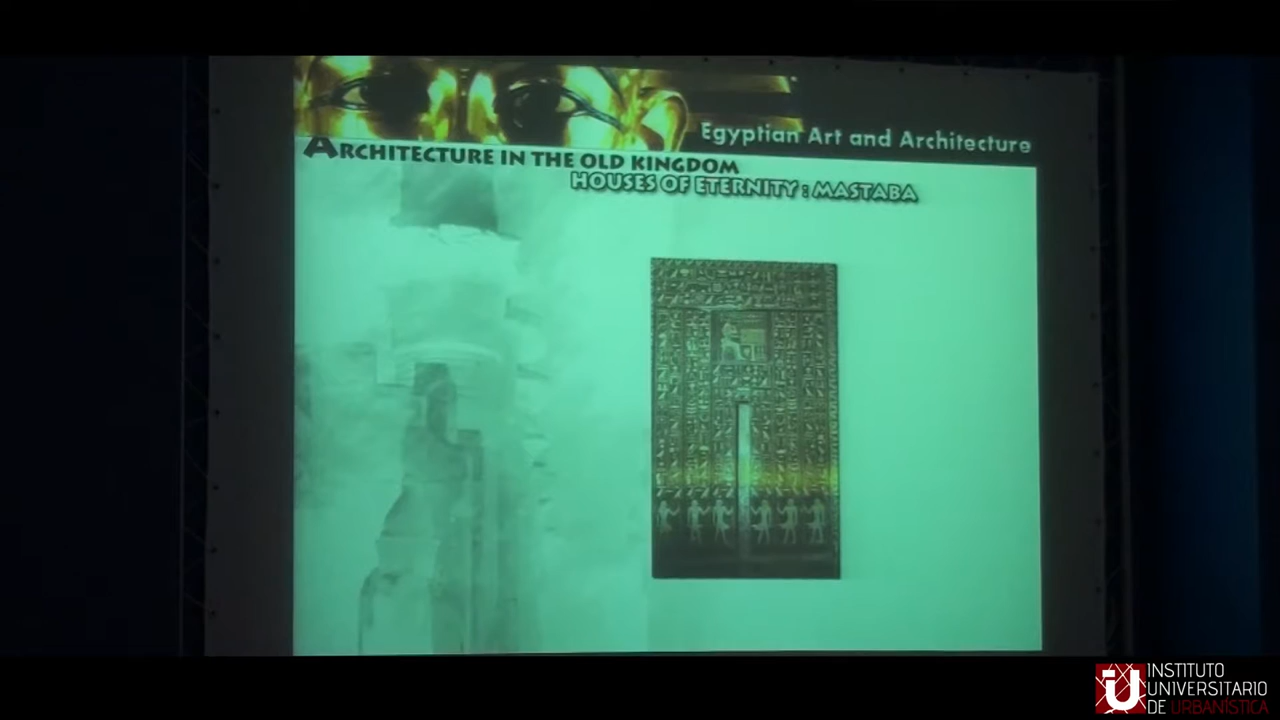 Egyptian Art and Architecture
ARCHITECTURE IN THE OLD KINGDOM
HOUSES OF ETERNITY : MASTABA
INSTITUTO
UNIVERSITARIO
DE URBANÍSTICA